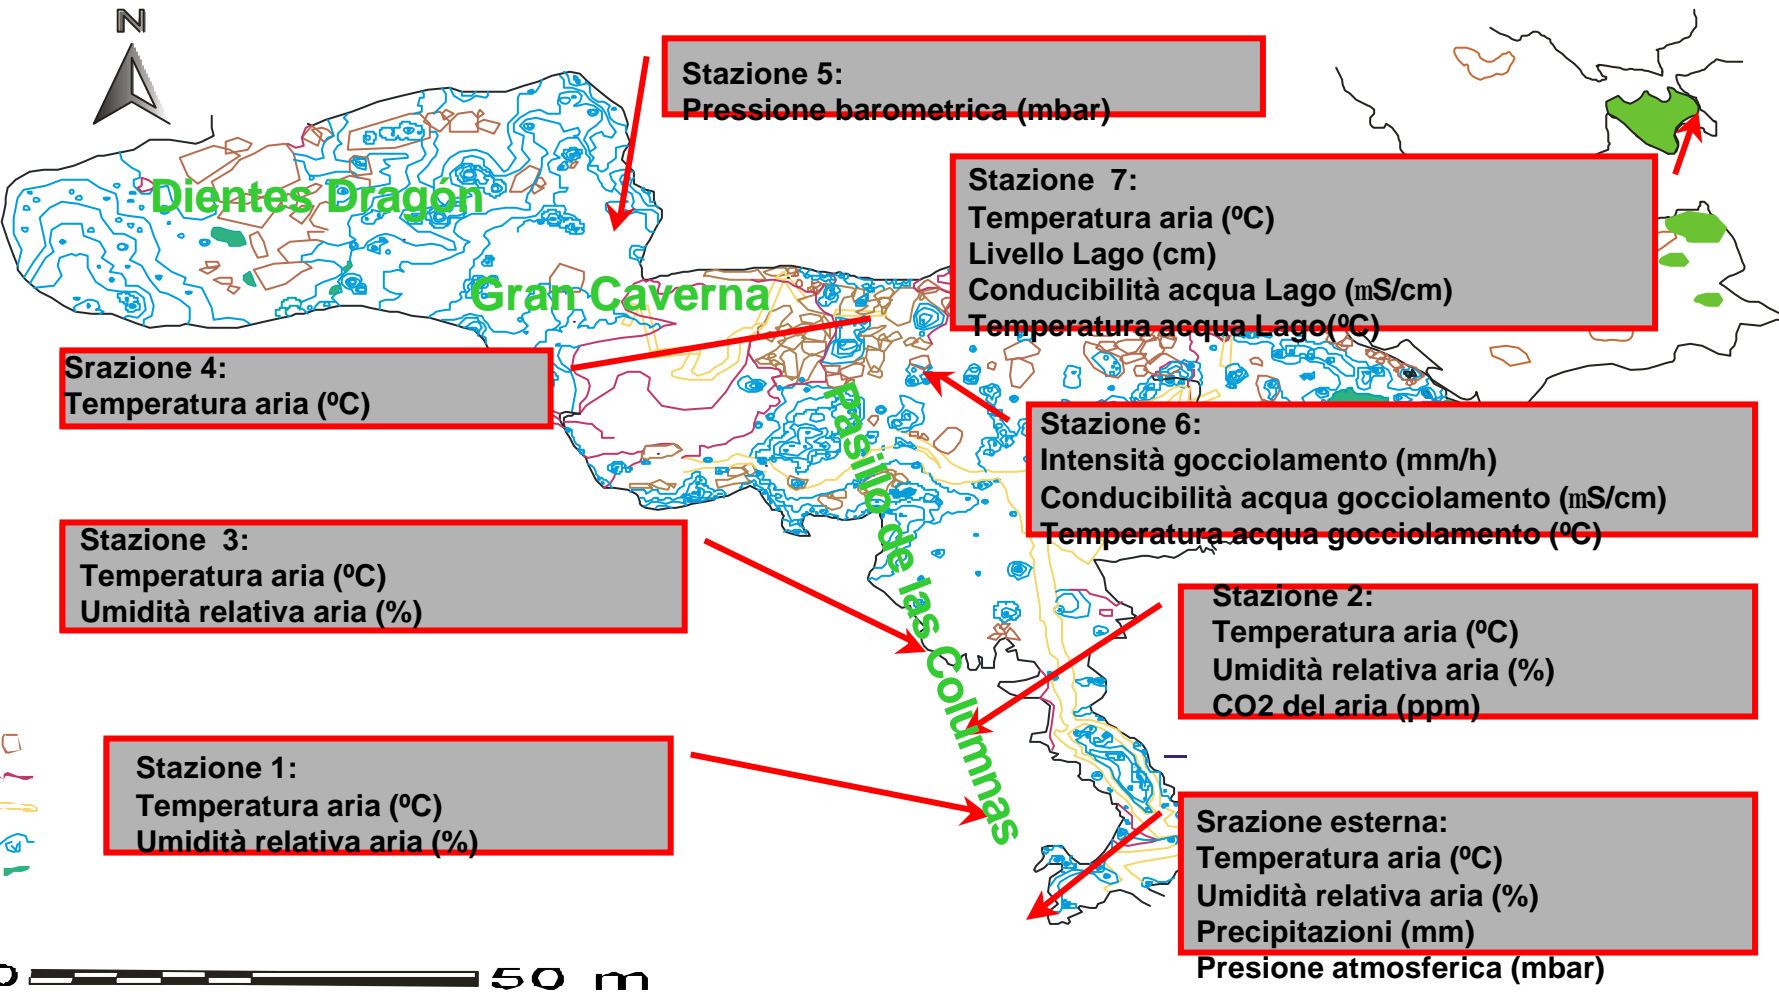 N
Stazione 5:
Pressione barometrica (mbar)
Stazione 7:
Temperatura aria (ºC)
Livello Lago (cm)
Conducibilità acqua Lago (mS/cm)
Temperatura acqua Lago(ºC)
Dientes Dragón
Gran Caverna
Srazione 4:
Temperatura aria (ºC)
Pasillo de las Columnas
Stazione 6:
Intensità gocciolamento (mm/h)
Conducibilità acqua gocciolamento (mS/cm)
Temperatura acqua gocciolamento (ºC)
Stazione 3:
Temperatura aria (ºC)
Umidità relativa aria (%)
Stazione 2:
Temperatura aria (ºC)
Umidità relativa aria (%)
CO2 del aria (ppm)
Stazione 1:
Temperatura aria (ºC)
Umidità relativa aria (%)
Srazione esterna:
Temperatura aria (ºC)
Umidità relativa aria (%)
Precipitazioni (mm)
Presione atmosferica (mbar)
0 50 m